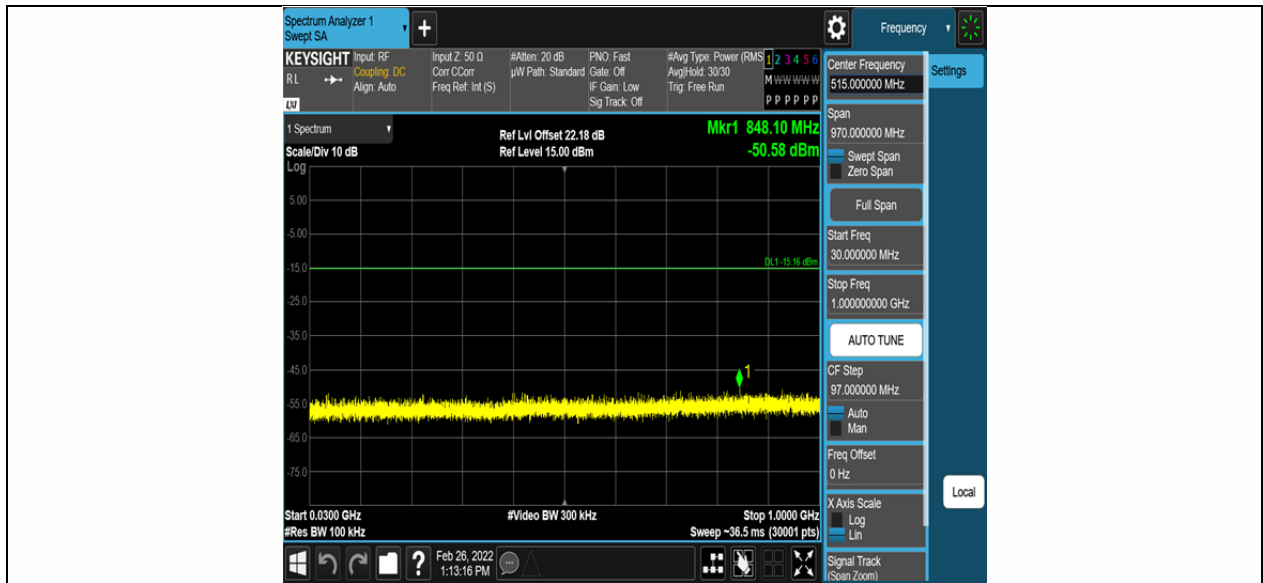 Spectrum Analyzer 1
Swept SA
+
Frequency
KEYSIGHT
RL
LXI
Input: RF
Coupling: DC
Align: Auto
Input Z: 50 Ω
Corr CCorr
Freq Ref: Int (S)
#Atten: 20 dB
µW Path: Standard
PNO: Fast
Gate: Off
IF Gain: Low
Sig Track: Off
#Avg Type: Power (RMS
Avg|Hold: 30/30
Trig: Free Run
1 2 3 4 5 6
M W W W W W
P P P P P P
1 Spectrum
Scale/Div 10 dB
Log
Ref Lvl Offset 22.18 dB
Ref Level 15.00 dBm
Mkr1 848.10 MHz
-50.58 dBm
5.00
-5.00
-15.0
-25.0
-35.0
-45.0
-55.0
-65.0
-75.0
DL1 -15.16 dBm
1
Start 0.0300 GHz
#Res BW 100 kHz
#Video BW 300 kHz
Stop 1.0000 GHz
Sweep ~36.5 ms (30001 pts)
Center Frequency
515.000000 MHz
Settings
Span
970.000000 MHz
Swept Span
Zero Span
Full Span
Start Freq
30.000000 MHz
Stop Freq
1.000000000 GHz
AUTO TUNE
CF Step
97.000000 MHz
Auto
Man
Freq Offset
0 Hz
X Axis Scale
Log
Lin
Local
Signal Track
(Span Zoom)
?
Feb 26, 2022
1:13:16 PM